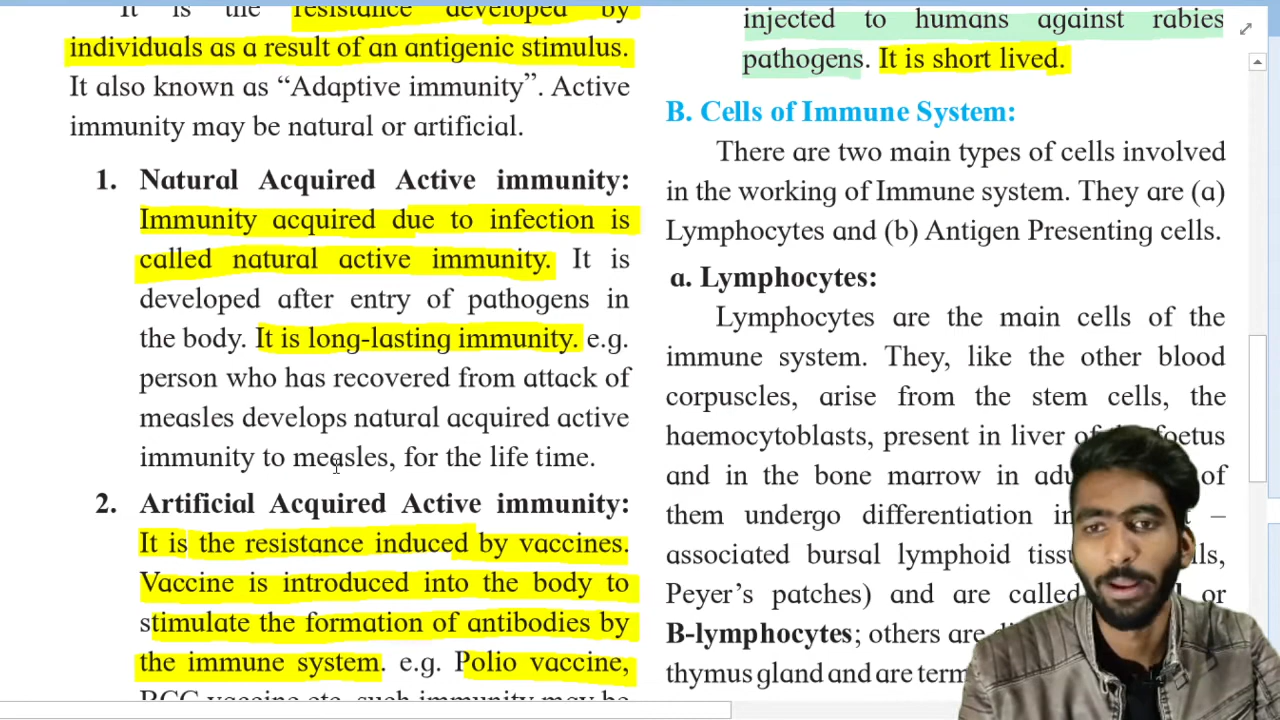 It is the resistance developed by
individuals as a result of an antigenic stimulus.
It also known as “Adaptive immunity”. Active
immunity may be natural or artificial.
1. Natural Acquired Active immunity:
Immunity acquired due to infection is
called natural active immunity. It is
developed after entry of pathogens in
the body. It is long-lasting immunity. e.g.
person who has recovered from attack of
measles develops natural acquired active
immunity to measles, for the life time.
2. Artificial Acquired Active immunity:
It is the resistance induced by vaccines.
Vaccine is introduced into the body to
stimulate the formation of antibodies by
the immune system. e.g. Polio vaccine,
BCG vaccine etc. such immunity may be
injected to humans against rabies
pathogens. It is short lived.
B. Cells of Immune System:
There are two main types of cells involved
in the working of Immune system. They are (a)
Lymphocytes and (b) Antigen Presenting cells.
a. Lymphocytes:
Lymphocytes are the main cells of the
immune system. They, like the other blood
corpuscles, arise from the stem cells, the
haemocytoblasts, present in liver of foetus
and in the bone marrow in of
them undergo differentiation –
associated bursal lymphoid
Peyer’s patches) and are called or
B-lymphocytes; others are
thymus gland and are